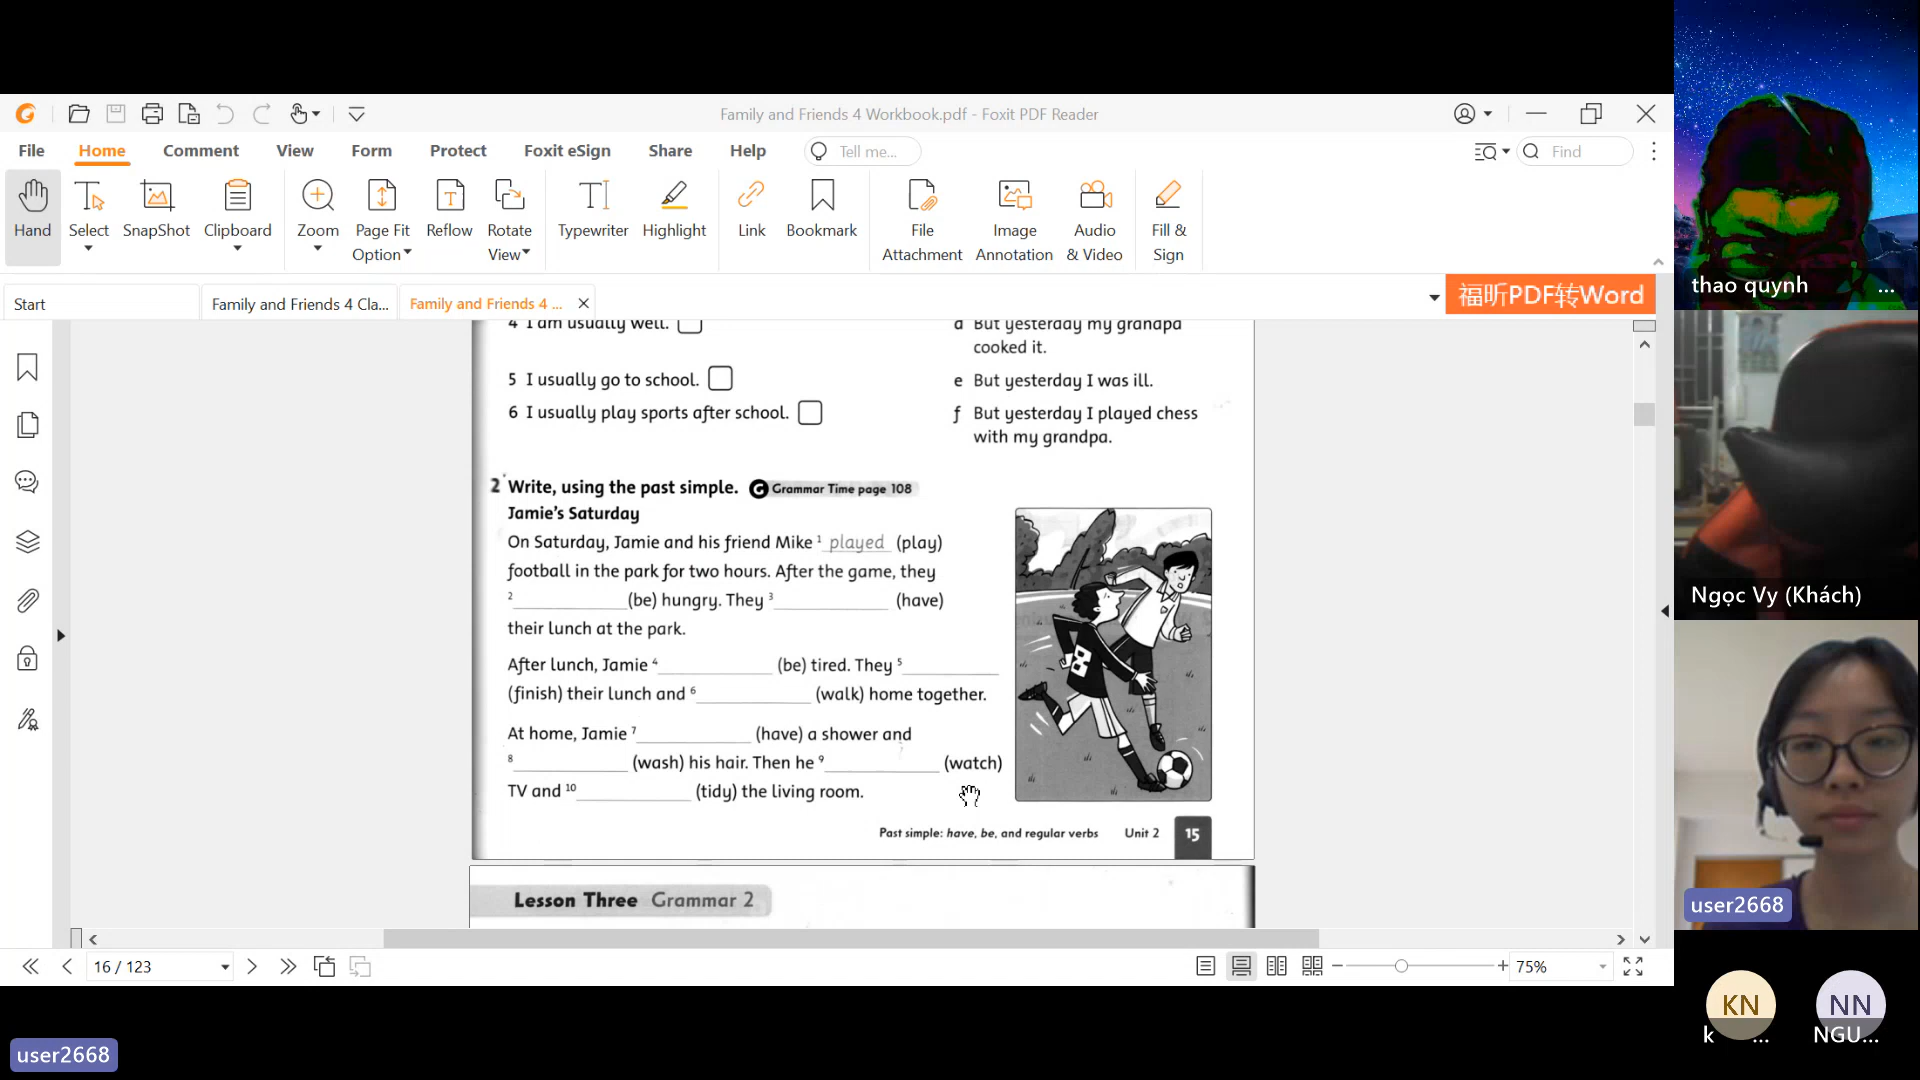 Family and Friends 4 Workbook.pdf - Foxit PDF Reader
File Home Comment View Form Protect Foxit eSign Share Help Tell me... Find
Hand Select SnapShot Clipboard Zoom Page Fit Option Reflow Rotate View Typewriter Highlight Link Bookmark File Attachment Image Annotation Audio & Video Fill & Sign
Start Family and Friends 4 Cla... Family and Friends 4 ... 福昕PDF转Word
4 I am usually well.
d But yesterday my grandpa
cooked it.
5 I usually go to school.
e But yesterday I was ill.
6 I usually play sports after school.
f But yesterday I played chess
with my grandpa.
2 Write, using the past simple. G Grammar Time page 108
Jamie's Saturday
On Saturday, Jamie and his friend Mike 1 played (play)
football in the park for two hours. After the game, they
2 ____________ (be) hungry. They 3 ____________ (have)
their lunch at the park.
After lunch, Jamie 4 ____________ (be) tired. They 5 ____________
(finish) their lunch and 6 ____________ (walk) home together.
At home, Jamie 7 ____________ (have) a shower and
8 ____________ (wash) his hair. Then he 9 ____________ (watch)
TV and 10 ____________ (tidy) the living room.
8
Past simple: have, be, and regular verbs Unit 2 15
Lesson Three Grammar 2
16 / 123
75%
thao quynh ...
Ngọc Vy (Khách)
user2668
KN
k ...
NN
NGU...
user2668